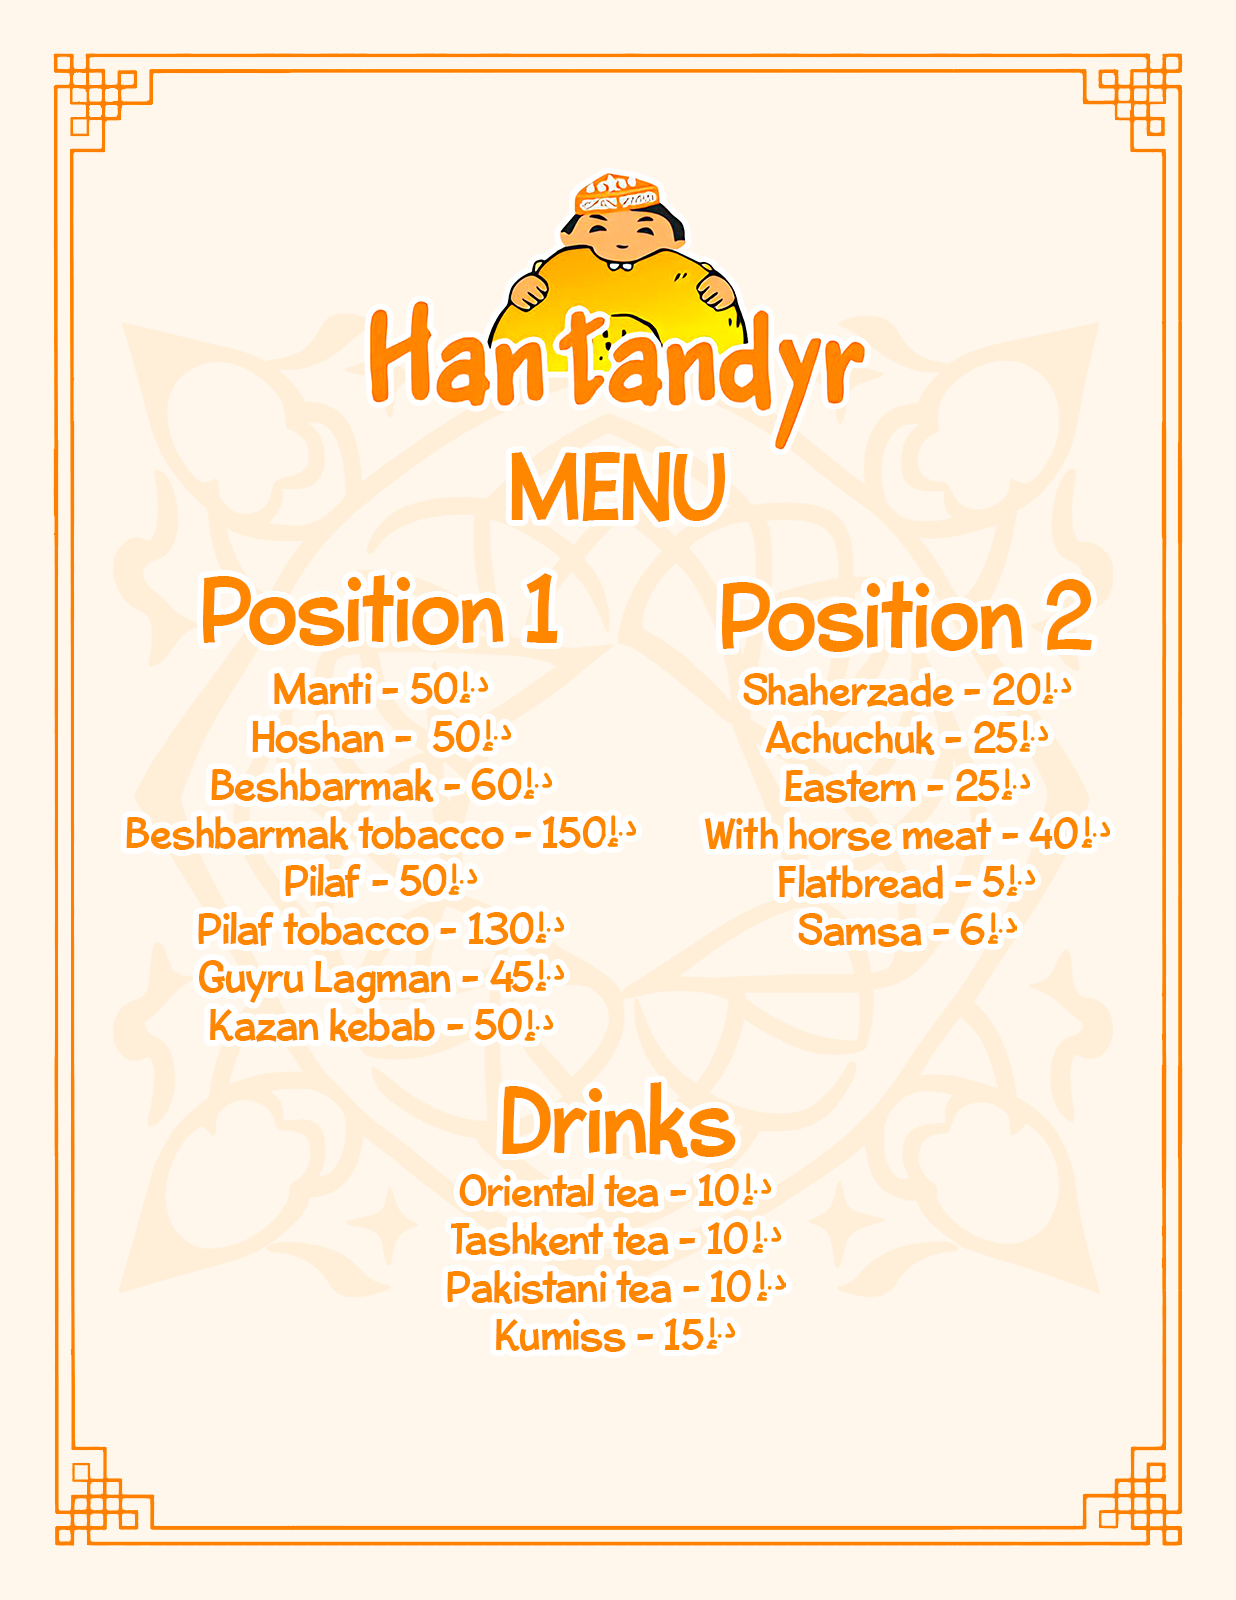 Han tandyr
MENU
Position 1
Manti - 50د.إ
Hoshan - 50د.إ
Beshbarmak - 60د.إ
Beshbarmak tobacco - 150د.إ
Pilaf - 50د.إ
Pilaf tobacco - 130د.إ
Guyru Lagman - 45د.إ
Kazan kebab - 50د.إ
Position 2
Shaherzade - 20د.إ
Achuchuk - 25د.إ
Eastern - 25د.إ
With horse meat - 40د.إ
Flatbread - 5د.إ
Samsa - 6د.إ
Drinks
Oriental tea - 10د.إ
Tashkent tea - 10د.إ
Pakistani tea - 10د.إ
Kumiss - 15د.إ